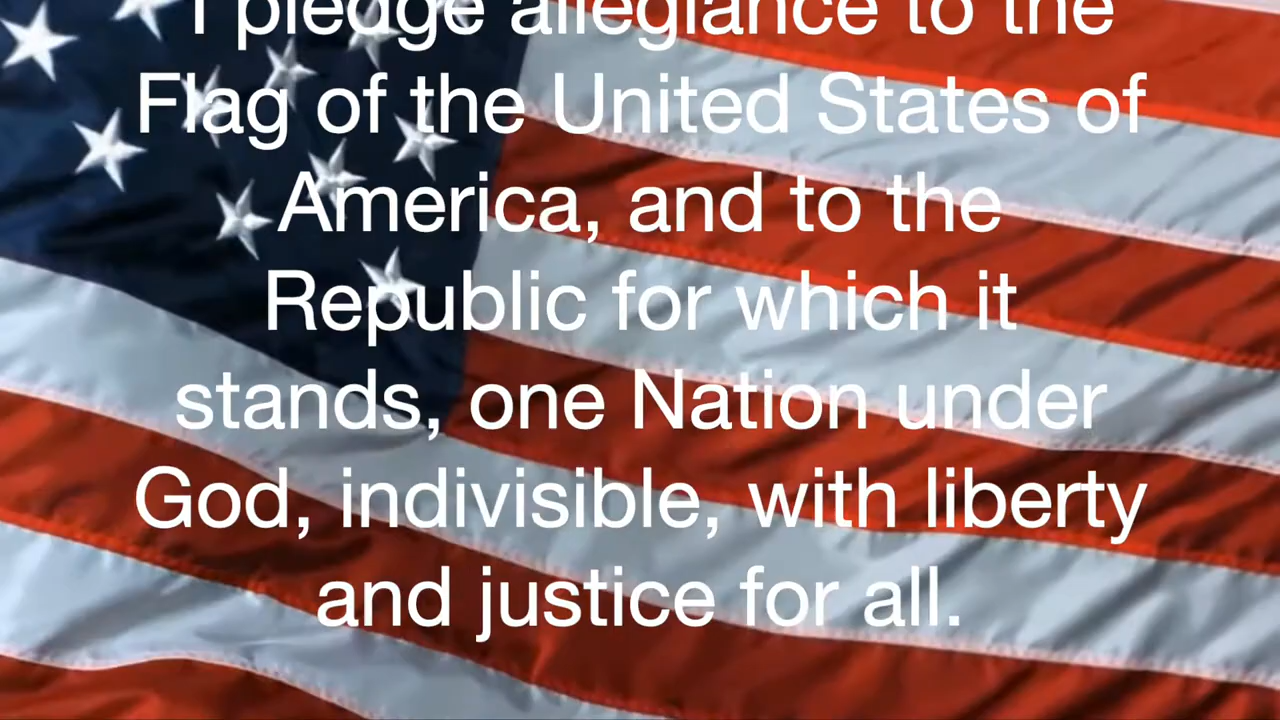 I pledge allegiance to the
Flag of the United States of
America, and to the
Republic for which it
stands, one Nation under
God, indivisible, with liberty
and justice for all.